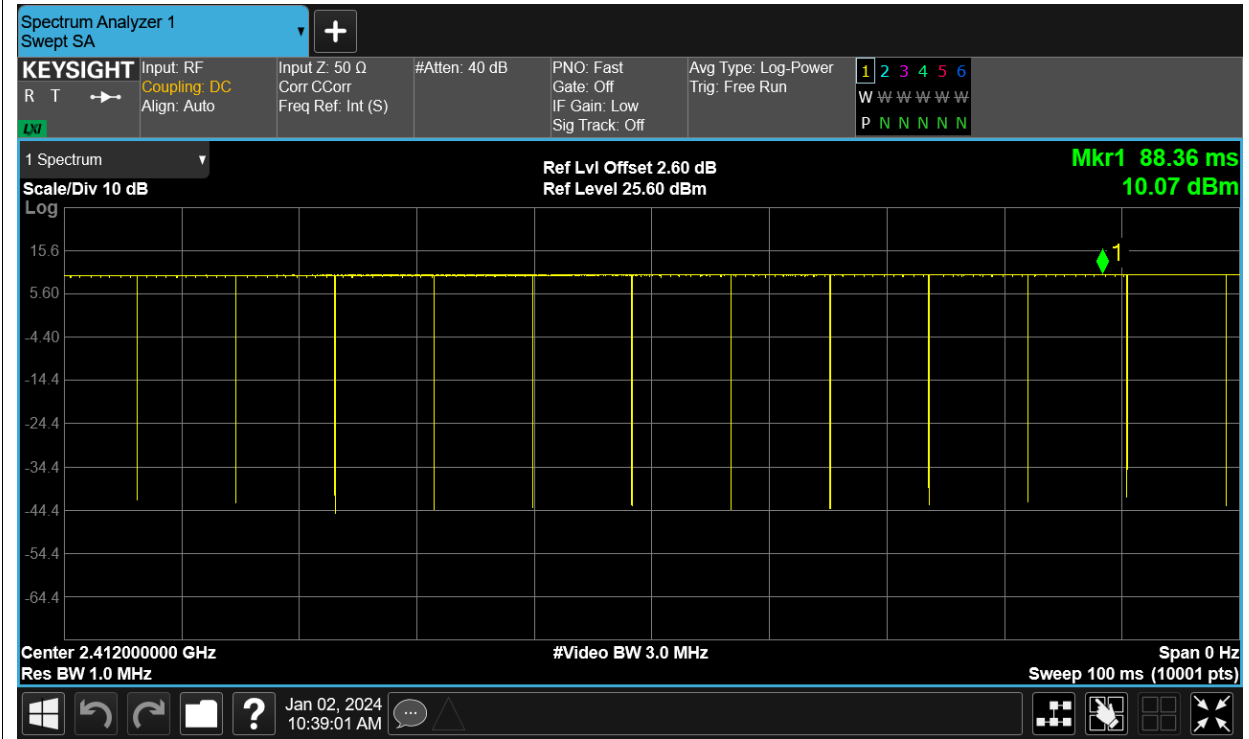 Spectrum Analyzer 1
Swept SA
KEYSIGHT
R T
LXI
Input: RF
Coupling: DC
Align: Auto
Input Z: 50 Ω
Corr CCorr
Freq Ref: Int (S)
#Atten: 40 dB
PNO: Fast
Gate: Off
IF Gain: Low
Sig Track: Off
Avg Type: Log-Power
Trig: Free Run
1 2 3 4 5 6
W W W W W W
P N N N N N
1 Spectrum
Scale/Div 10 dB
Ref Lvl Offset 2.60 dB
Ref Level 25.60 dBm
Mkr1 88.36 ms
10.07 dBm
Log
1
15.6
5.60
-4.40
-14.4
-24.4
-34.4
-44.4
-54.4
-64.4
Center 2.412000000 GHz
#Video BW 3.0 MHz
Span 0 Hz
Res BW 1.0 MHz
Sweep 100 ms (10001 pts)
?
Jan 02, 2024
10:39:01 AM